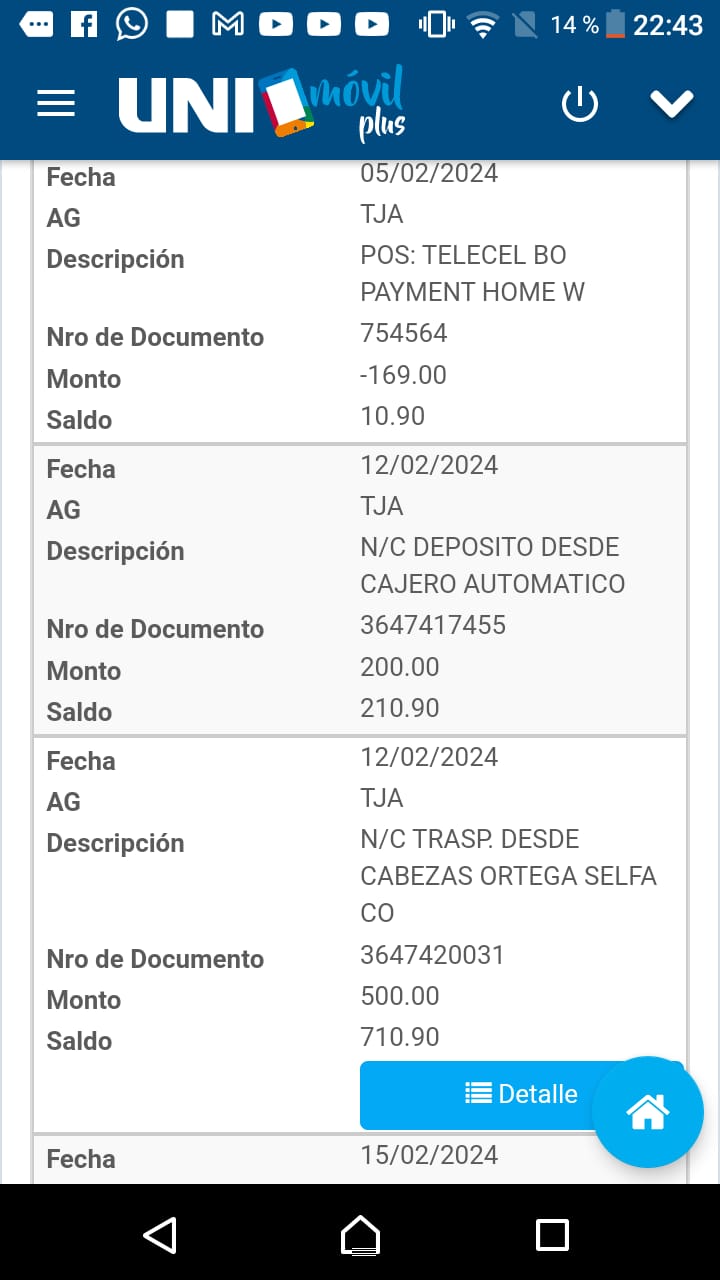 14 % 22:43
UNI móvil plus
Fecha 05/02/2024
AG TJA
Descripción POS: TELECEL BO
PAYMENT HOME W
Nro de Documento 754564
Monto -169.00
Saldo 10.90
Fecha 12/02/2024
AG TJA
Descripción N/C DEPOSITO DESDE
CAJERO AUTOMATICO
Nro de Documento 3647417455
Monto 200.00
Saldo 210.90
Fecha 12/02/2024
AG TJA
Descripción N/C TRASP. DESDE
CABEZAS ORTEGA SELFA
CO
Nro de Documento 3647420031
Monto 500.00
Saldo 710.90
Detalle
Fecha 15/02/2024